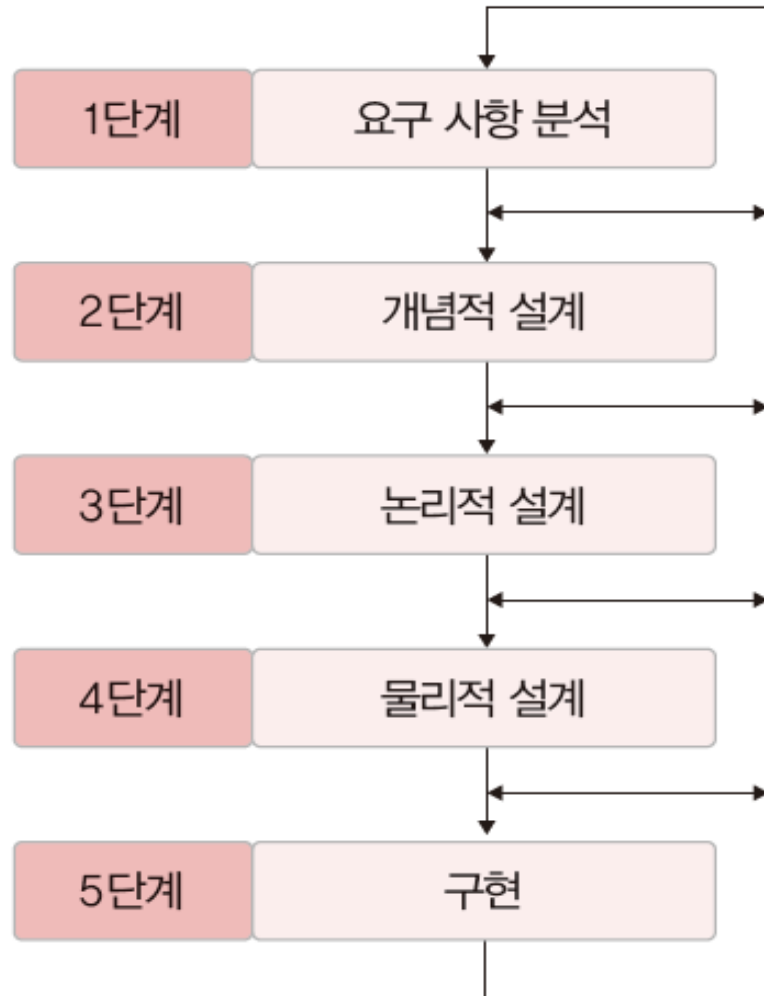 1단계 요구 사항 분석
2단계 개념적 설계
3단계 논리적 설계
4단계 물리적 설계
5단계 구현